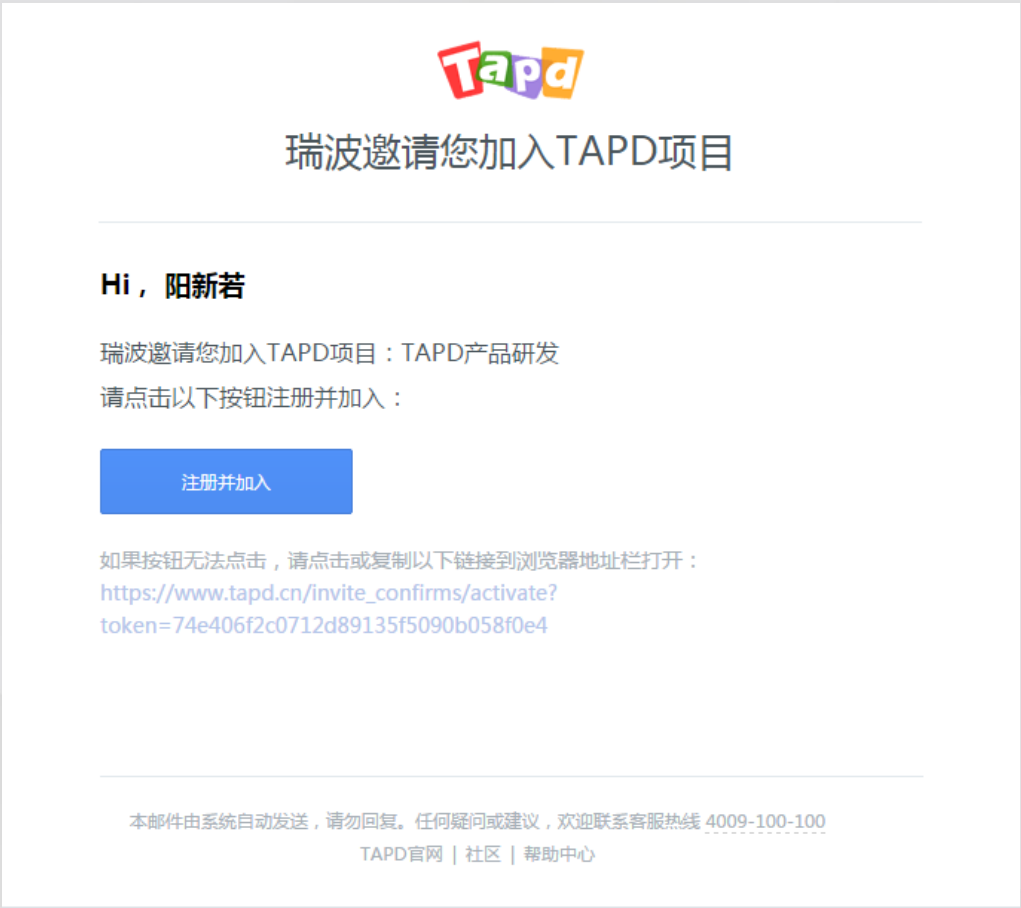 Tapd
瑞波邀请您加入TAPD项目
Hi， 阳新若
瑞波邀请您加入TAPD项目：TAPD产品研发
请点击以下按钮注册并加入：
注册并加入
如果按钮无法点击，请点击或复制以下链接到浏览器地址栏打开：
https://www.tapd.cn/invite_confirms/activate?
token=74e406f2c0712d89135f5090b058f0e4
本邮件由系统自动发送，请勿回复。任何疑问或建议，欢迎联系客服热线 4009-100-100
TAPD官网 | 社区 | 帮助中心